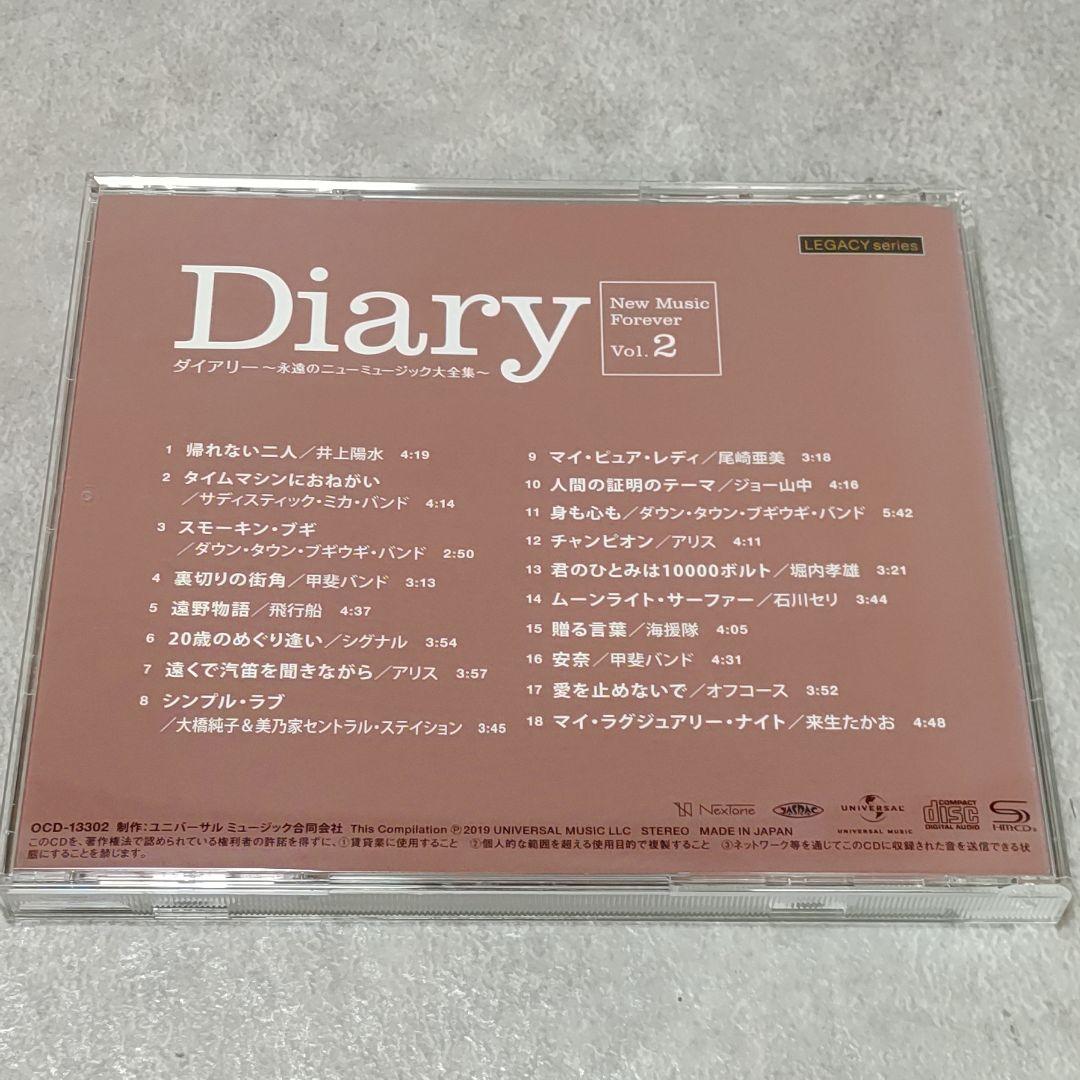 LEGACY series
Diary
New Music
Forever
Vol. 2
ダイアリー ～永遠のニューミュージック大全集～
1 帰れない二人／井上陽水 4:19
2 タイムマシンにおねがい
／サディスティック・ミカ・バンド 4:14
3 スモーキン・ブギ
／ダウン・タウン・ブギウギ・バンド 2:50
4 裏切りの街角／甲斐バンド 3:13
5 遠野物語／飛行船 4:37
6 20歳のめぐり逢い／シグナル 3:54
7 遠くで汽笛を聞きながら／アリス 3:57
8 シンプル・ラブ
／大橋純子＆美乃家セントラル・ステイション 3:45
9 マイ・ピュア・レディ／尾崎亜美 3:18
10 人間の証明のテーマ／ジョー山中 4:16
11 身も心も／ダウン・タウン・ブギウギ・バンド 5:42
12 チャンピオン／アリス 4:11
13 君のひとみは10000ボルト／堀内孝雄 3:21
14 ムーンライト・サーファー／石川セリ 3:44
15 贈る言葉／海援隊 4:05
16 安奈／甲斐バンド 4:31
17 愛を止めないで／オフコース 3:52
18 マイ・ラグジュアリー・ナイト／来生たかお 4:48
NexTone
JASRAC
UNIVERSAL
UNIVERSAL MUSIC
COMPACT
disc
DIGITAL AUDIO
SHM-CD
OCD-13302 制作：ユニバーサル ミュージック合同会社 This Compilation Ⓟ2019 UNIVERSAL MUSIC LLC STEREO MADE IN JAPAN
このCDを、著作権法で認められている権利者の許諾を得ずに、①賃貸業に使用すること ②個人的な範囲を超える使用目的で複製すること ③ネットワーク等を通じてこのCDに収録された音を送信できる状
態にすることを禁じます。